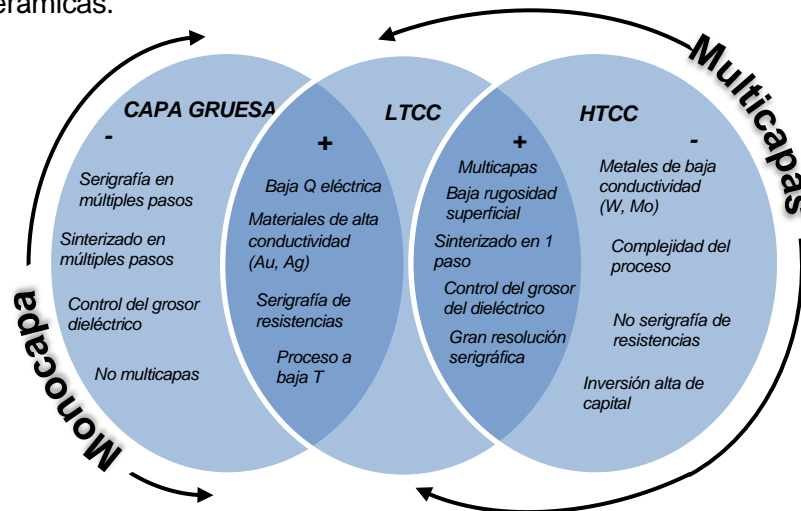 erámicas.
CAPA GRUESA
-
Serigrafía en
múltiples pasos
Sinterizado en
múltiples pasos
Control del grosor
dieléctrico
No multicapas
+
Baja Q eléctrica
Materiales de alta
conductividad
(Au, Ag)
Serigrafía de
resistencias
Proceso a
baja T
LTCC
+
Multicapas
Baja rugosidad
superficial
Sinterizado en 1
paso
Control del grosor
del dieléctrico
Gran resolución
serigráfica
HTCC
-
Metales de baja
conductividad
(W, Mo)
Complejidad del
proceso
No serigrafía de
resistencias
Inversión alta de
capital
Monocapa
Multicapas